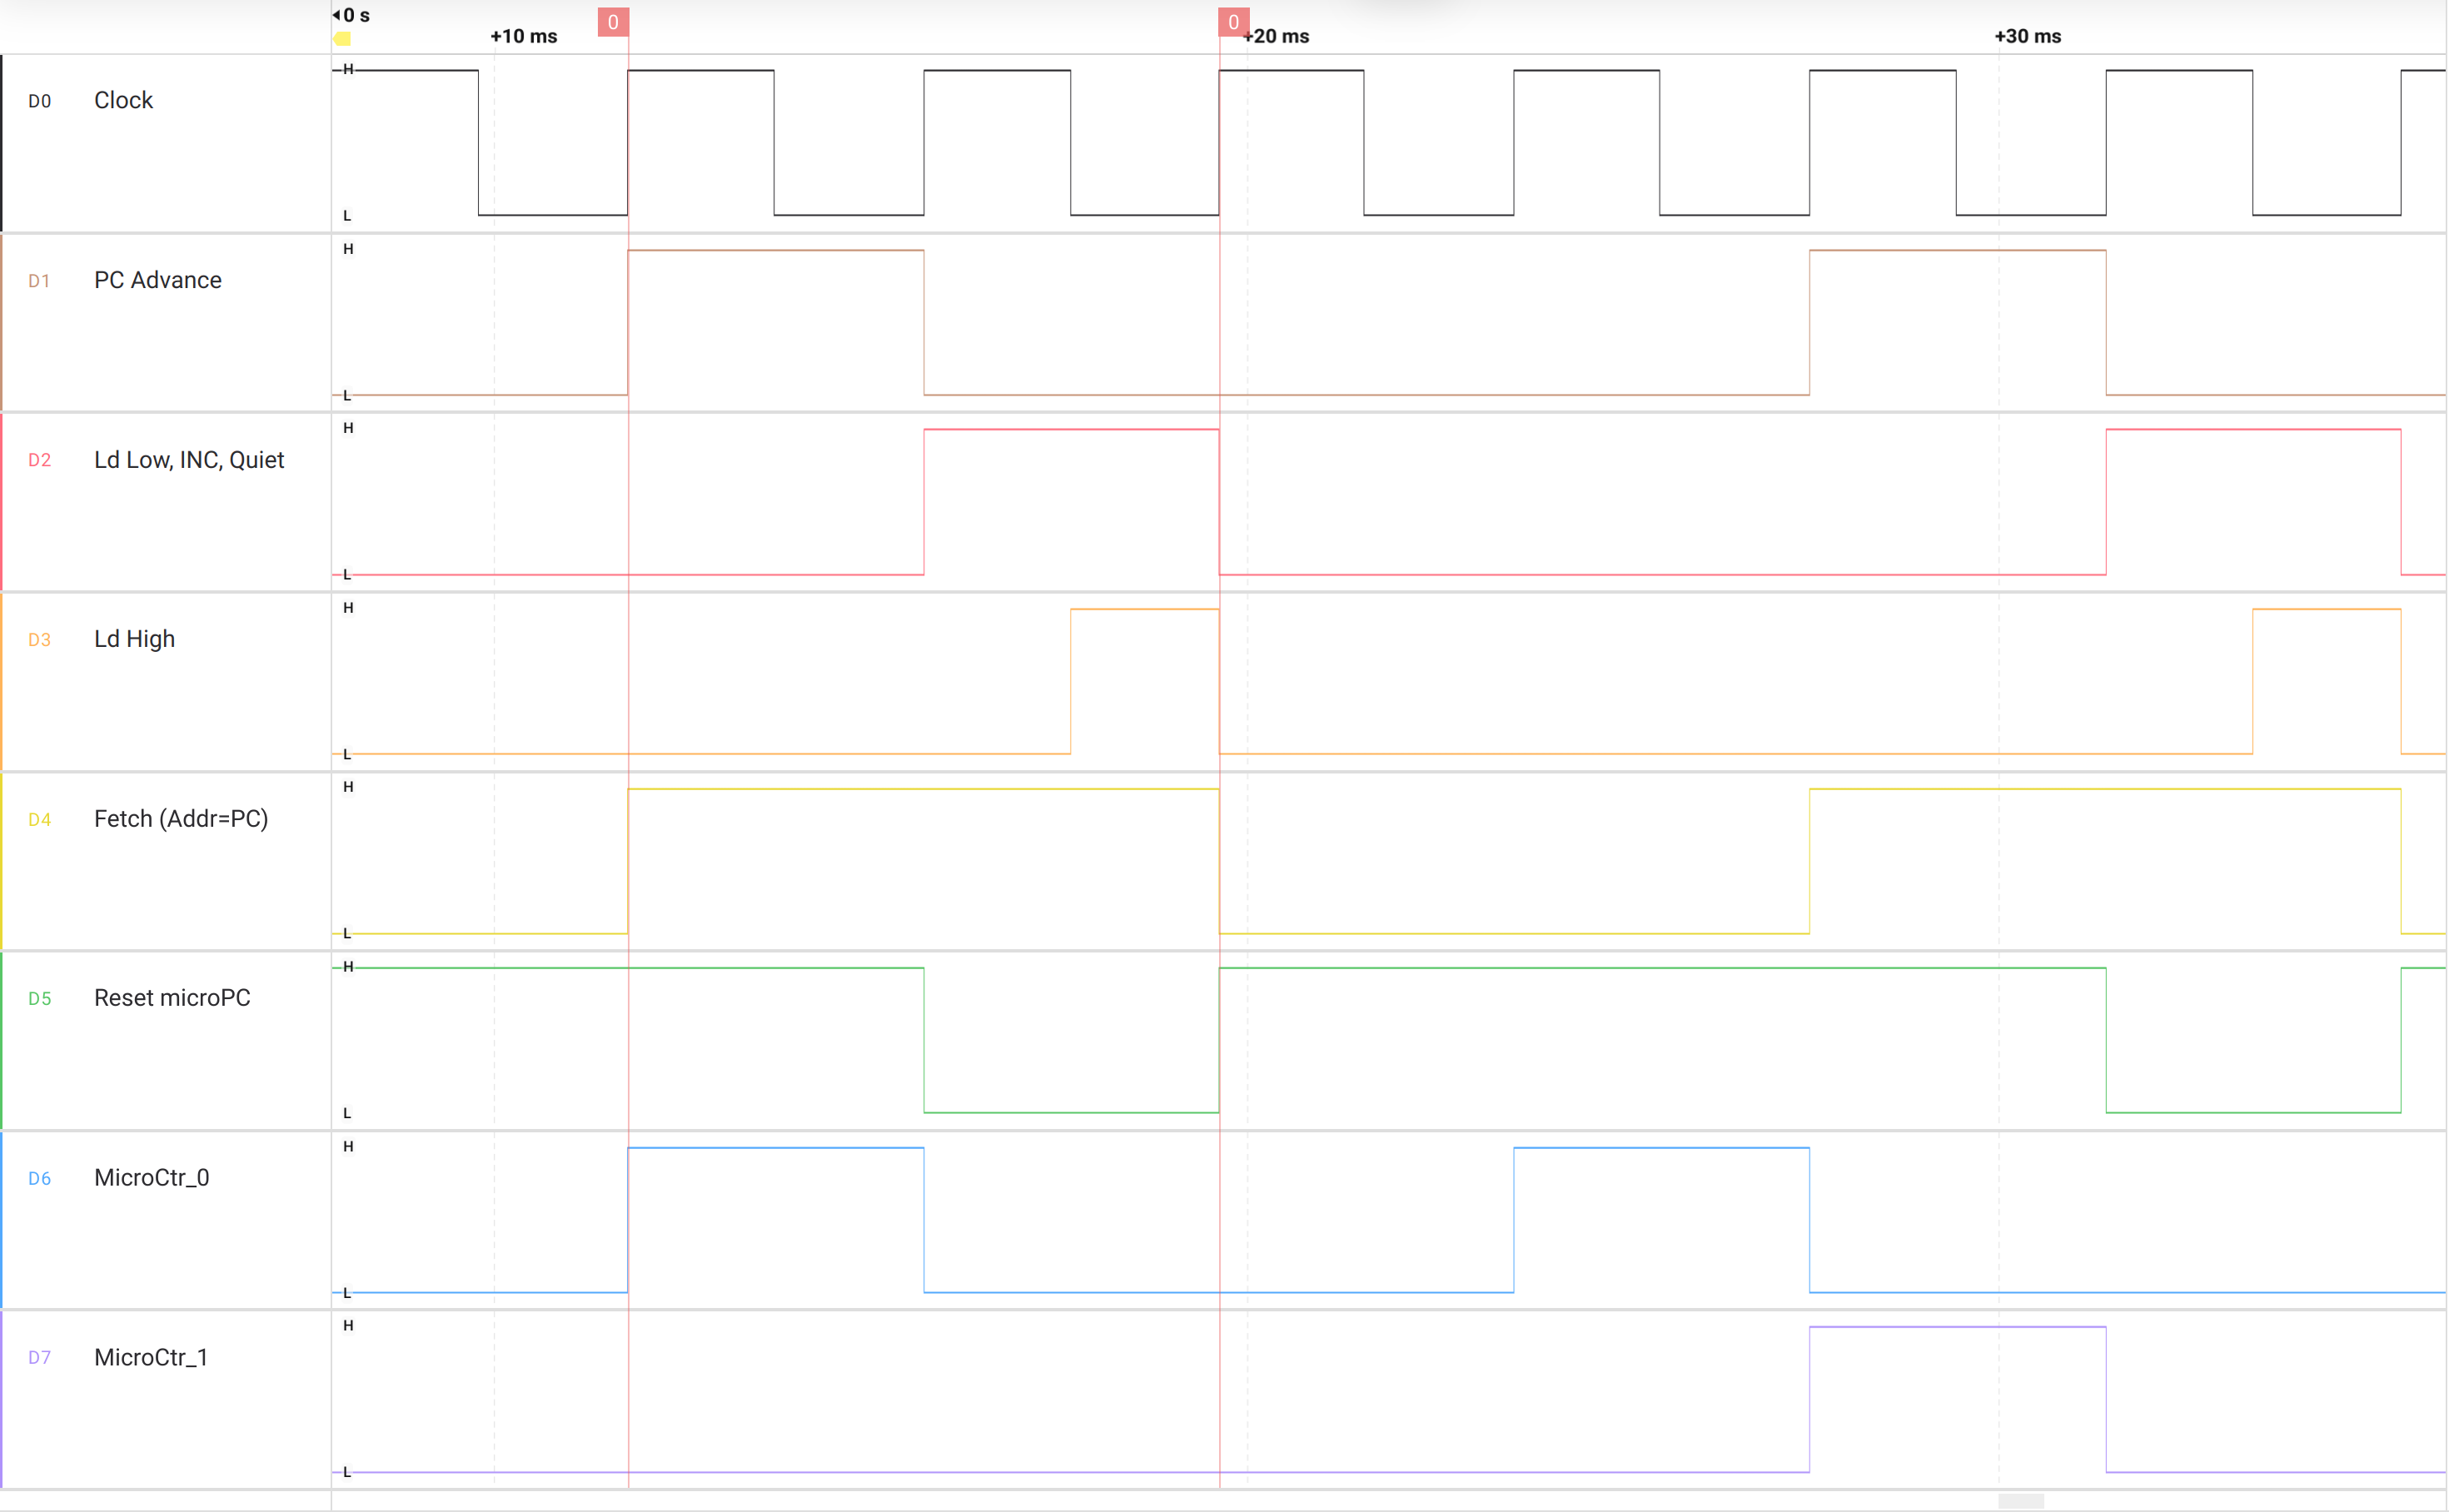 0 s
+10 ms
0
0
+20 ms
+30 ms
D0 Clock
H
L
D1 PC Advance
H
L
D2 Ld Low, INC, Quiet
H
L
D3 Ld High
H
L
D4 Fetch (Addr=PC)
H
L
D5 Reset microPC
H
L
D6 MicroCtr_0
H
L
D7 MicroCtr_1
H
L